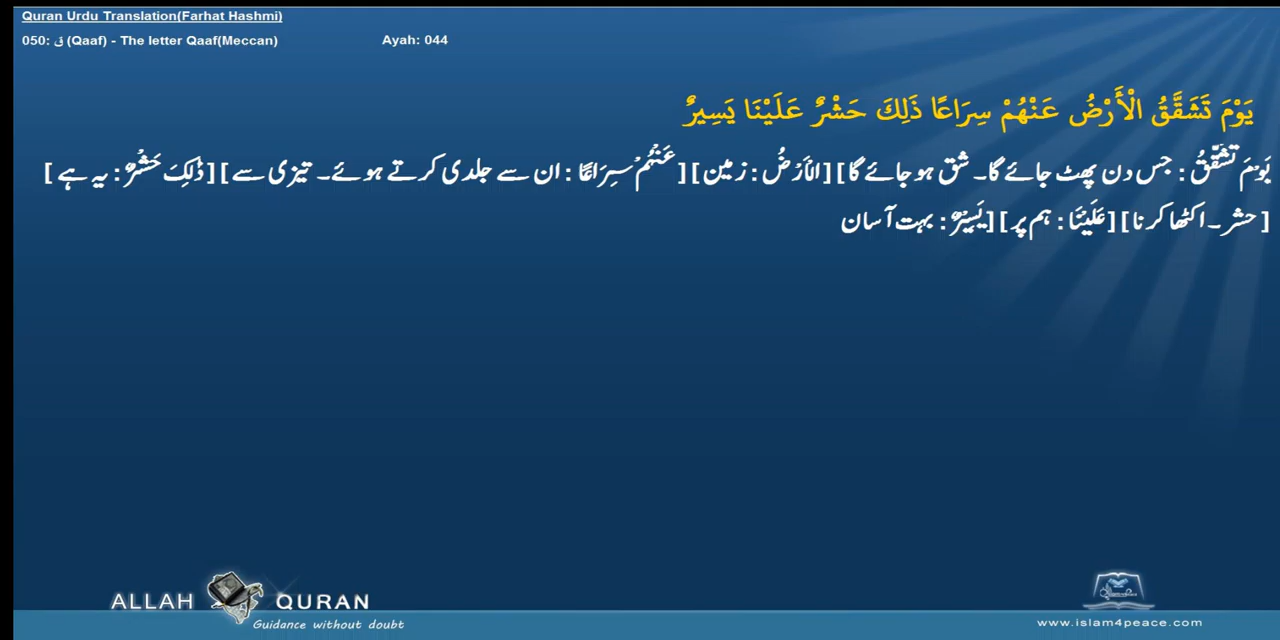 Quran Urdu Translation(Farhat Hashmi)
050: ق (Qaaf) - The letter Qaaf(Meccan) Ayah: 044
يَوْمَ تَشَقَّقُ الْأَرْضُ عَنْهُمْ سِرَاعًا ذَلِكَ حَشْرٌ عَلَيْنَا يَسِيرٌ
يَوْمَ تَشَقَّقُ : جس دن پھٹ جائے گا۔ شق ہو جائے گا] [الأَرْضُ : زمین] [عَنْهُمْ سِرَاعًا : ان سے جلدی کرتے ہوئے۔ تیزی سے] [ذٰلِكَ حَشْرٌ : یہ ہے ]
[ حشر۔ اکٹھا کرنا] [عَلَيْنَا : ہم پر] [يَسِيْرٌ : بہت آسان
ALLAH QURAN
Guidance without doubt
www.islam4peace.com